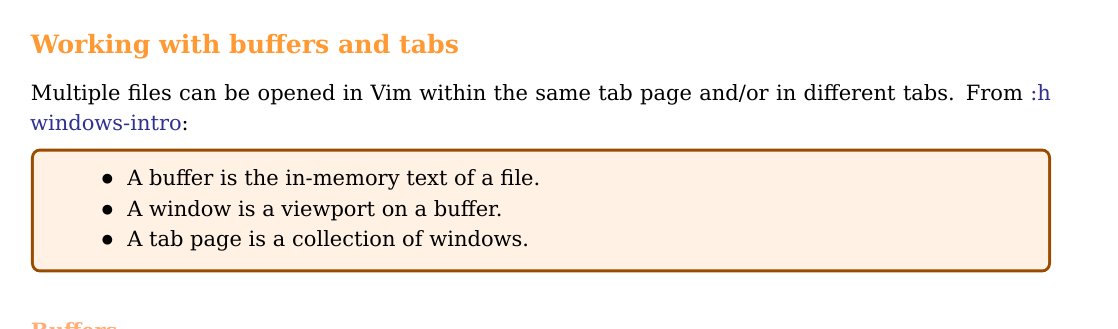 Working with buffers and tabs
Multiple files can be opened in Vim within the same tab page and/or in different tabs. From :h
windows-intro:
• A buffer is the in-memory text of a file.
• A window is a viewport on a buffer.
• A tab page is a collection of windows.
Buffers